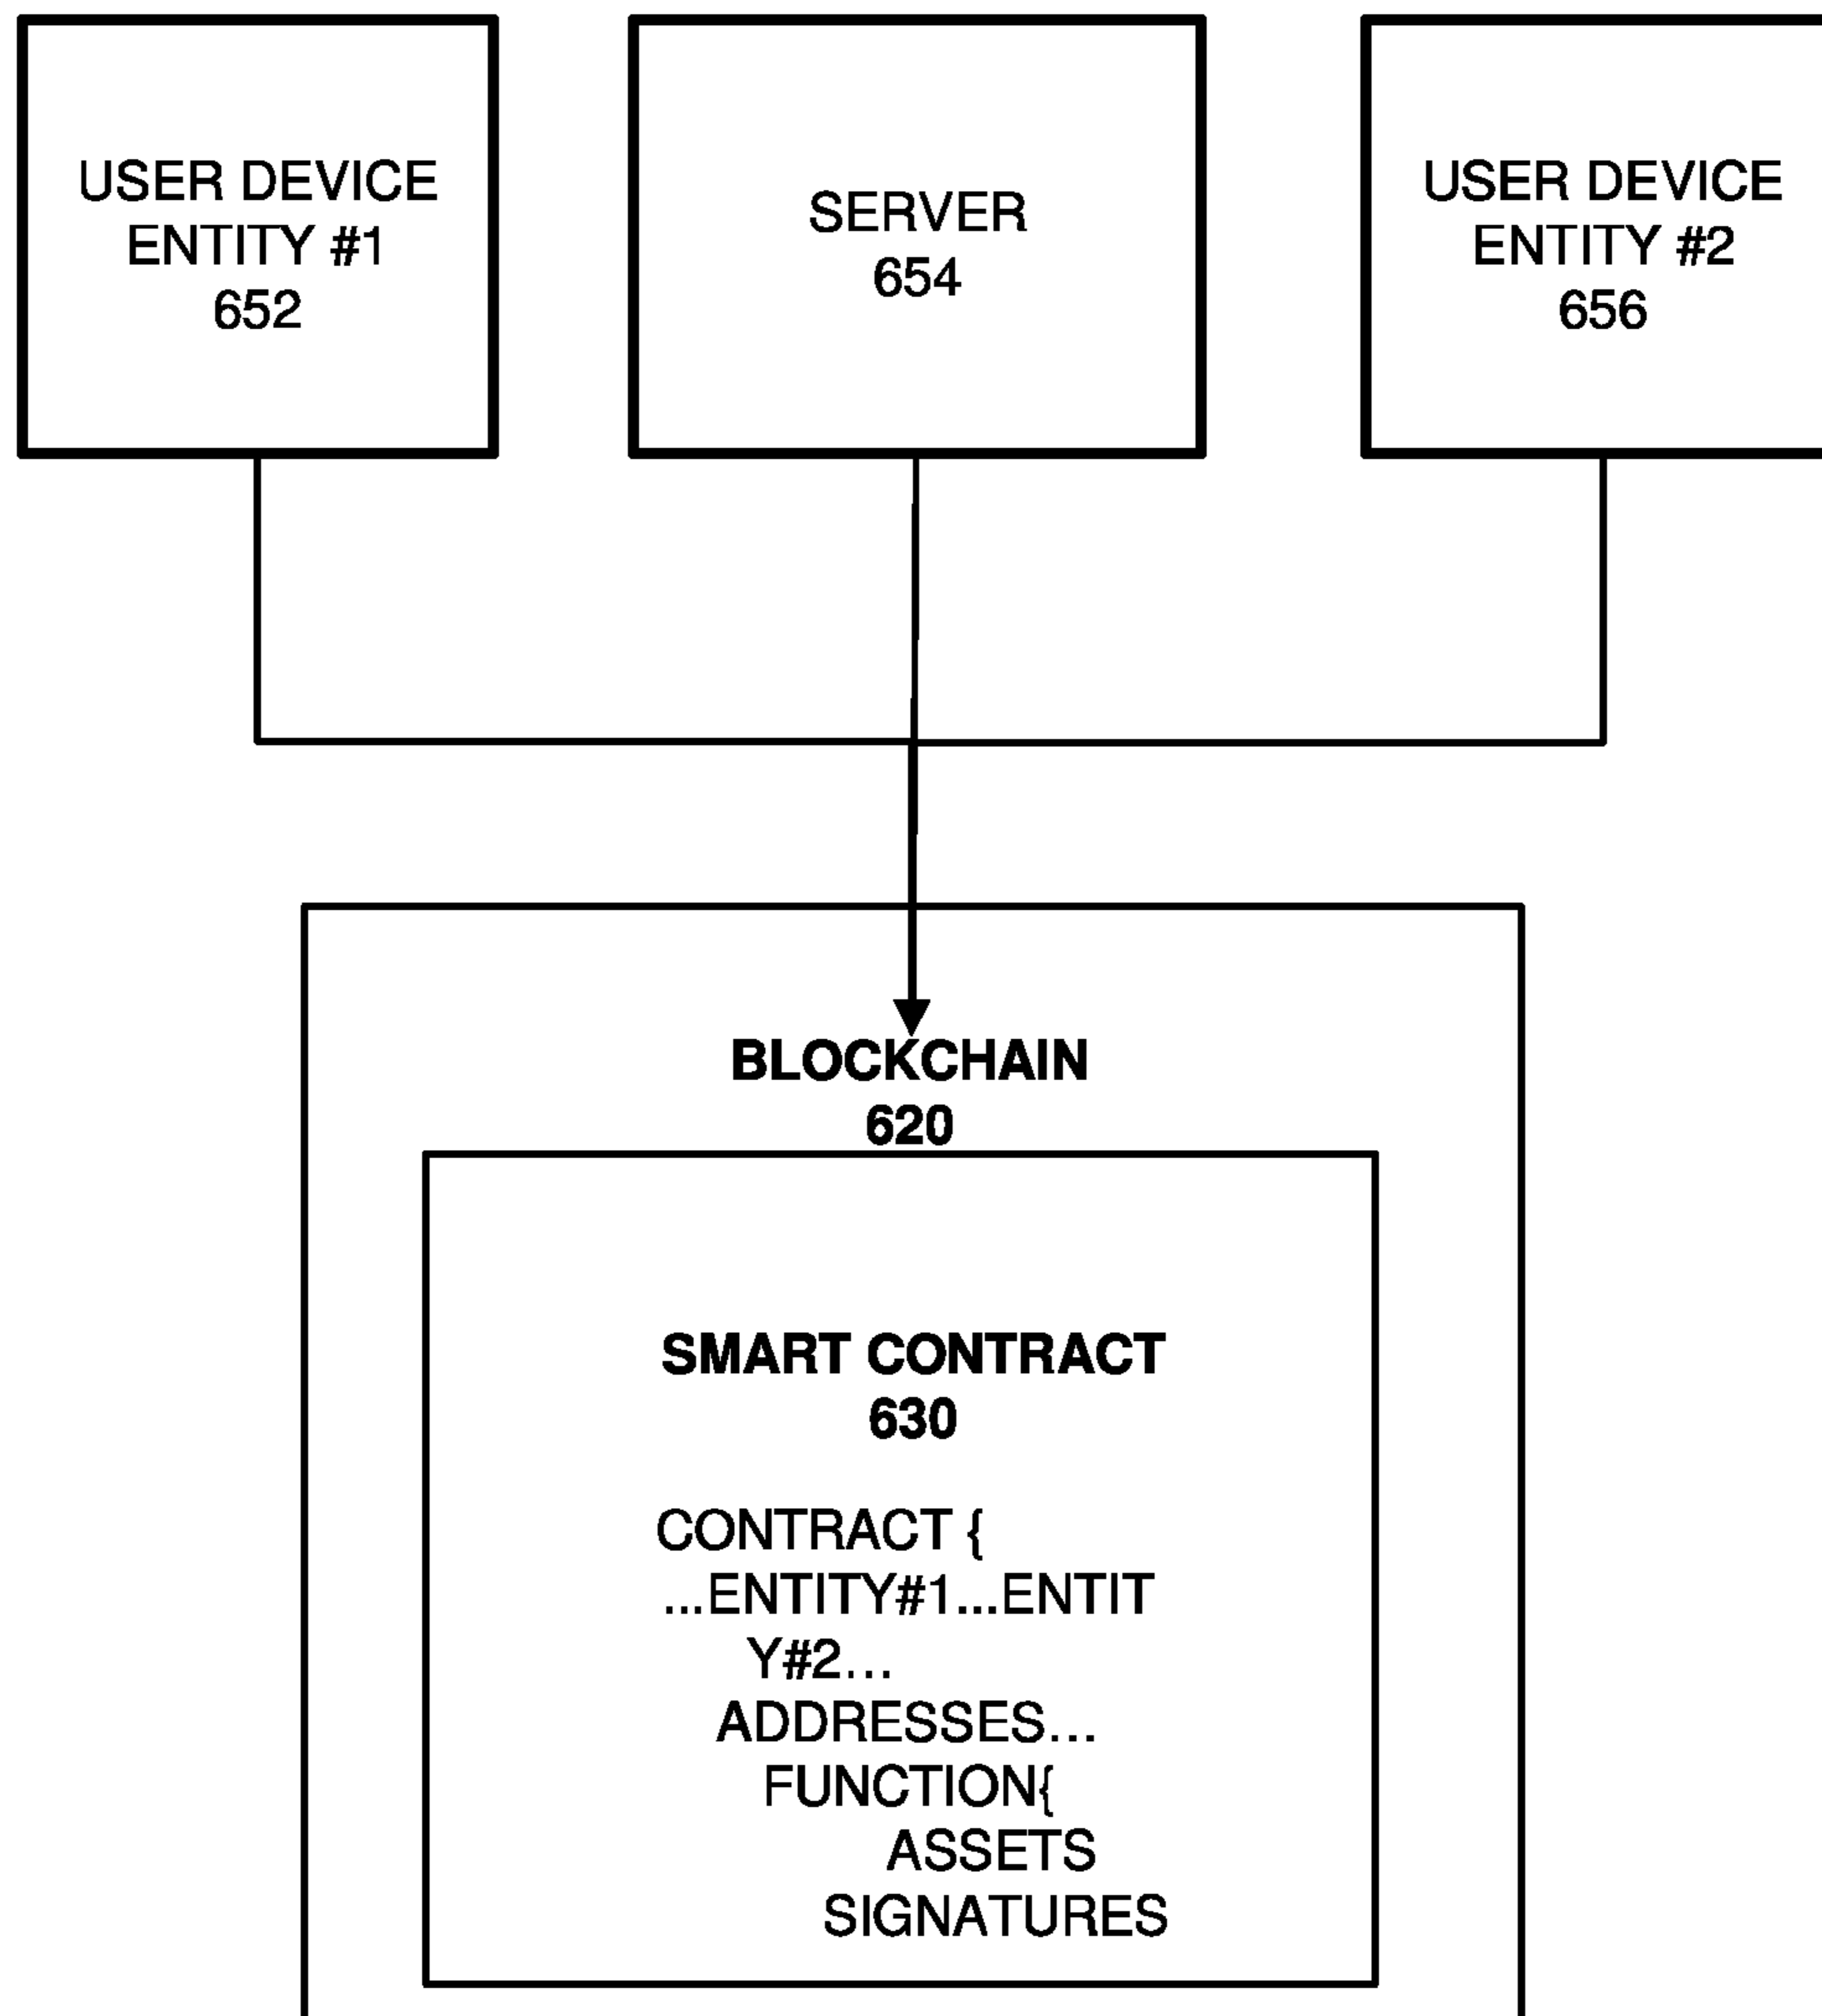 USER DEVICE
ENTITY #1
652
SERVER
654
USER DEVICE
ENTITY #2
656
BLOCKCHAIN
620
SMART CONTRACT
630
CONTRACT {
...ENTITY#1...ENTIT
Y#2...
ADDRESSES...
FUNCTION{
ASSETS
SIGNATURES